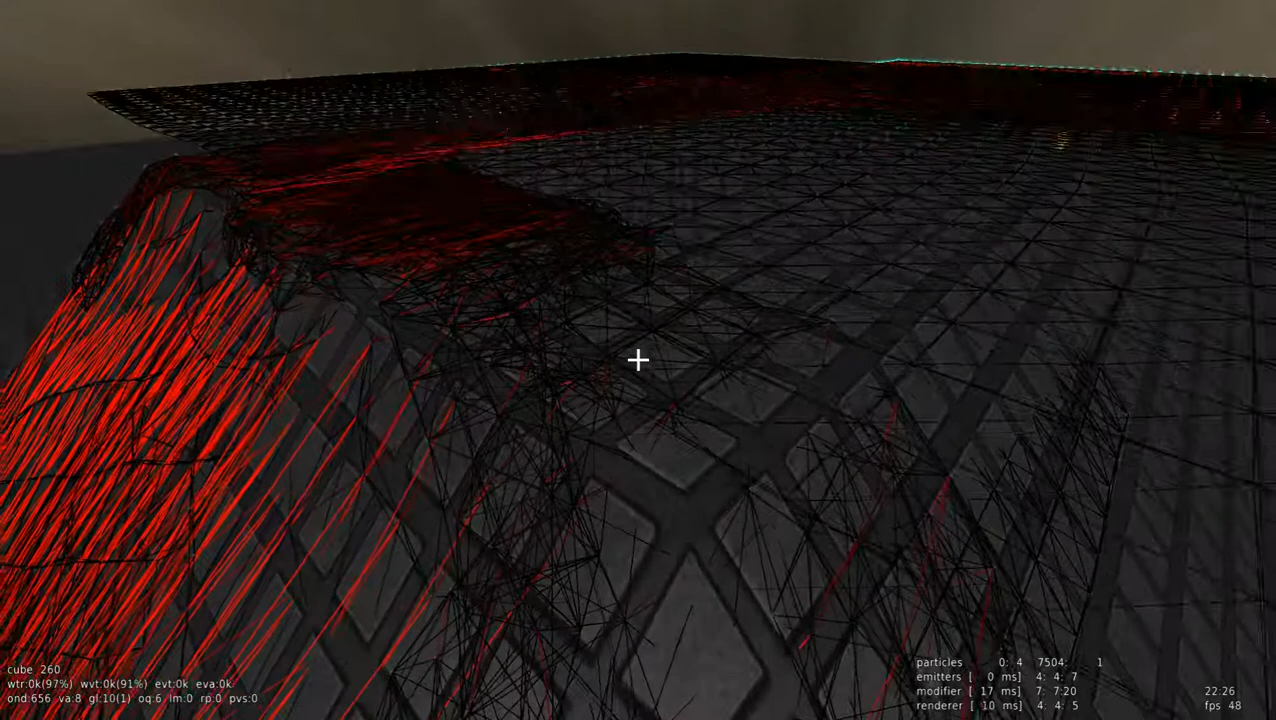 cube 260
wtr:0k(97%) wvt:0k(91%) evt:0k eva:0k
ond:656 va:8 gl:10(1) oq:6 lm:0 rp:0 pvs:0
particles 0: 4 7504: 1
emitters [ 0 ms] 4: 4: 7
modifier [ 17 ms] 7: 7:20
renderer [ 10 ms] 4: 4: 5
22:26
fps 48